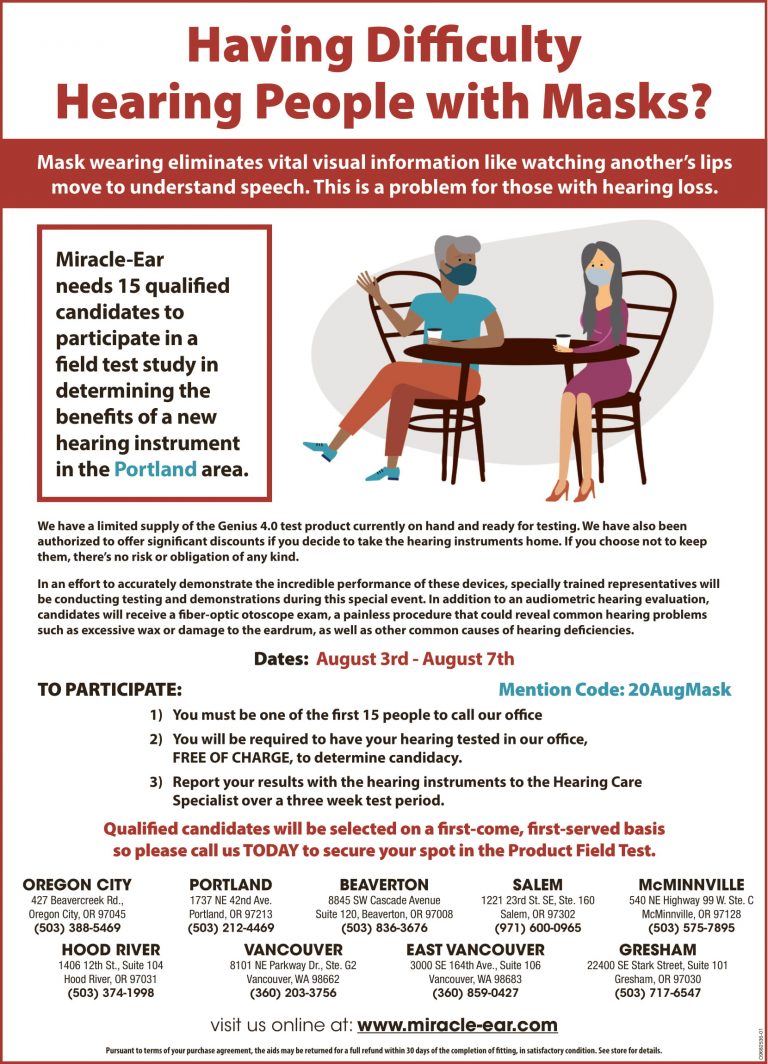 Having Difficulty
Hearing People with Masks?
Mask wearing eliminates vital visual information like watching another's lips
move to understand speech. This is a problem for those with hearing loss.
Miracle-Ear
needs 15 qualified
candidates to
participate in a
field test study in
determining the
benefits of a new
hearing instrument
in the Portland area.
We have a limited supply of the Genius 4.0 test product currently on hand and ready for testing. We have also been
authorized to offer significant discounts if you decide to take the hearing instruments home. If you choose not to keep
them, there's no risk or obligation of any kind.
In an effort to accurately demonstrate the incredible performance of these devices, specially trained representatives will
be conducting testing and demonstrations during this special event. In addition to an audiometric hearing evaluation,
candidates will receive a fiber-optic otoscope exam, a painless procedure that could reveal common hearing problems
such as excessive wax or damage to the eardrum, as well as other common causes of hearing deficiencies.
Dates: August 3rd - August 7th
TO PARTICIPATE: Mention Code: 20AugMask
1) You must be one of the first 15 people to call our office
2) You will be required to have your hearing tested in our office,
FREE OF CHARGE, to determine candidacy.
3) Report your results with the hearing instruments to the Hearing Care
Specialist over a three week test period.
Qualified candidates will be selected on a first-come, first-served basis
so please call us TODAY to secure your spot in the Product Field Test.
OREGON CITY
427 Beavercreek Rd.,
Oregon City, OR 97045
(503) 388-5469
PORTLAND
1737 NE 42nd Ave.
Portland, OR 97213
(503) 212-4469
BEAVERTON
8845 SW Cascade Avenue
Suite 120, Beaverton, OR 97008
(503) 836-3676
SALEM
1221 23rd St. SE, Ste. 160
Salem, OR 97302
(971) 600-0965
McMINNVILLE
540 NE Highway 99 W. Ste. C
McMinnville, OR 97128
(503) 575-7895
HOOD RIVER
1406 12th St., Suite 104
Hood River, OR 97031
(503) 374-1998
VANCOUVER
8101 NE Parkway Dr., Ste. G2
Vancouver, WA 98662
(360) 203-3756
EAST VANCOUVER
3000 SE 164th Ave., Suite 106
Vancouver, WA 98683
(360) 859-0427
GRESHAM
22400 SE Stark Street, Suite 101
Gresham, OR 97030
(503) 717-6547
visit us online at: www.miracle-ear.com
Pursuant to terms of your purchase agreement, the aids may be returned for a full refund within 30 days of the completion of fitting, in satisfactory condition. See store for details.